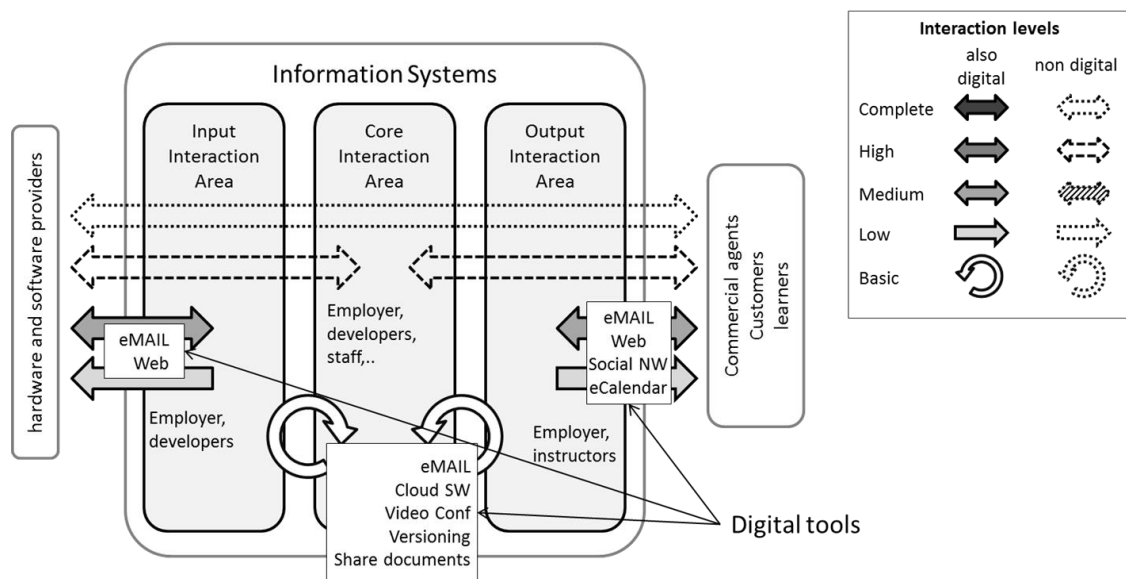 Information Systems
Input
Interaction
Area
Core
Interaction
Area
Output
Interaction
Area
hardware and software providers
Employer,
developers,
staff,..
eMAIL
Web
Employer,
developers
eMAIL
Web
Social NW
eCalendar
Employer,
instructors
eMAIL
Cloud SW
Video Conf
Versioning
Share documents
Commercial agents
Customers
learners
Digital tools
Interaction levels
also
digital
non digital
Complete
High
Medium
Low
Basic